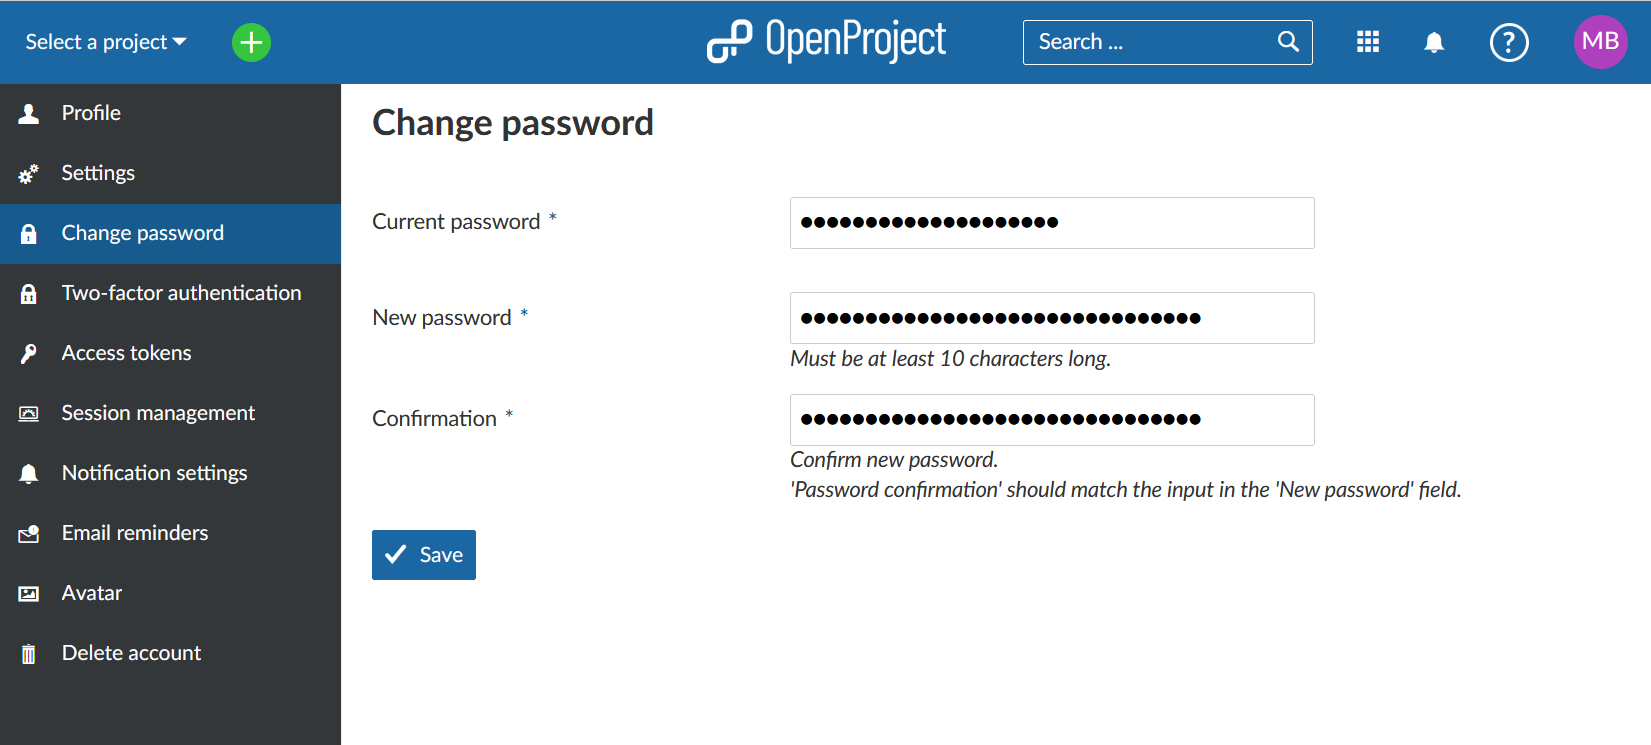 Select a project
OpenProject
Search ...
?
MB
Profile
Settings
Change password
Two-factor authentication
Access tokens
Session management
Notification settings
Email reminders
Avatar
Delete account
Change password
Current password *
●●●●●●●●●●●●●●●●●●●●
New password *
●●●●●●●●●●●●●●●●●●●●●●●●●●●●●●●
Must be at least 10 characters long.
Confirmation *
●●●●●●●●●●●●●●●●●●●●●●●●●●●●●●●
Confirm new password.
'Password confirmation' should match the input in the 'New password' field.
Save